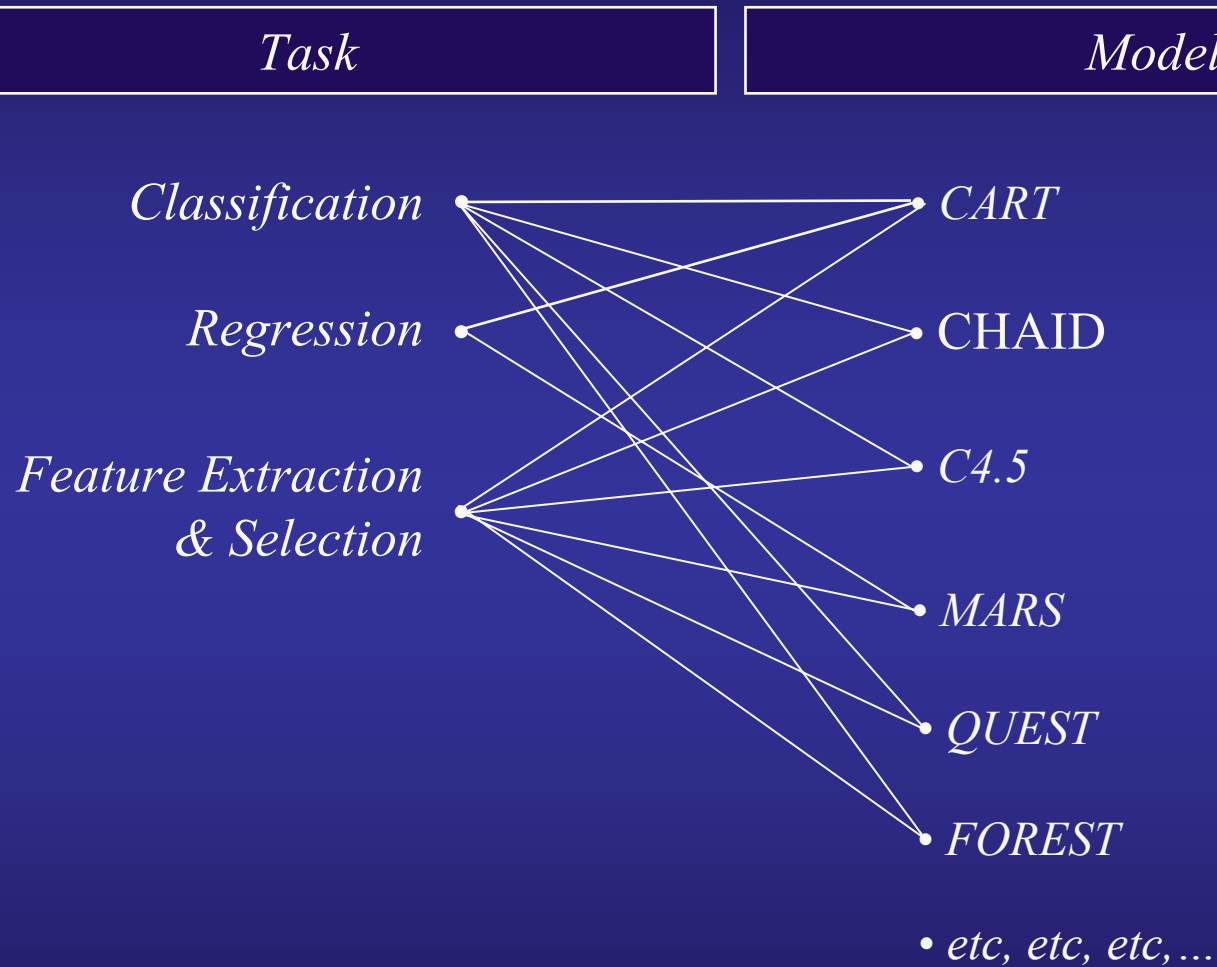 Task
Model
Classification
CART
Regression
CHAID
Feature Extraction
& Selection
C4.5
MARS
QUEST
FOREST
• etc, etc, etc,...